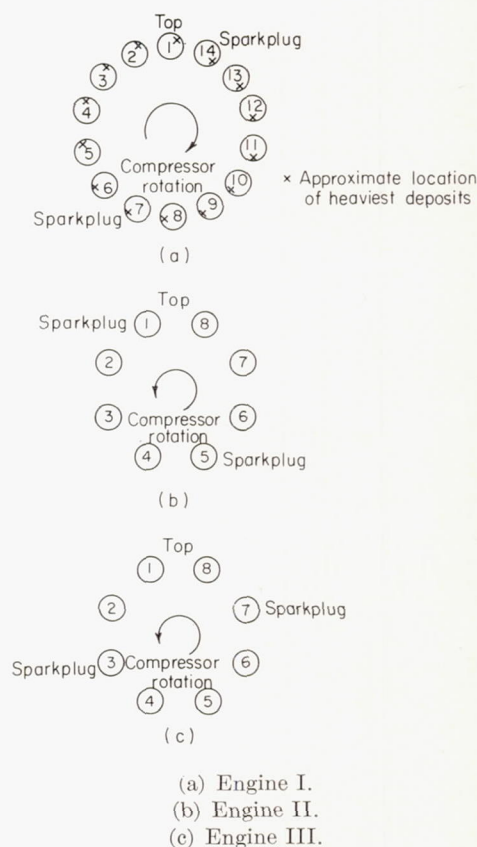 Top
Sparkplug
1
2
14
3
13
4
12
5
11
Compressor
rotation
6
10
× Approximate location
of heaviest deposits
Sparkplug
7
8
9
(a)
Top
Sparkplug
1
8
2
7
3
Compressor
rotation
6
4
5
Sparkplug
(b)
Top
1
8
2
7
Sparkplug
Sparkplug
3
Compressor
rotation
6
4
5
(c)
(a) Engine I.
(b) Engine II.
(c) Engine III.